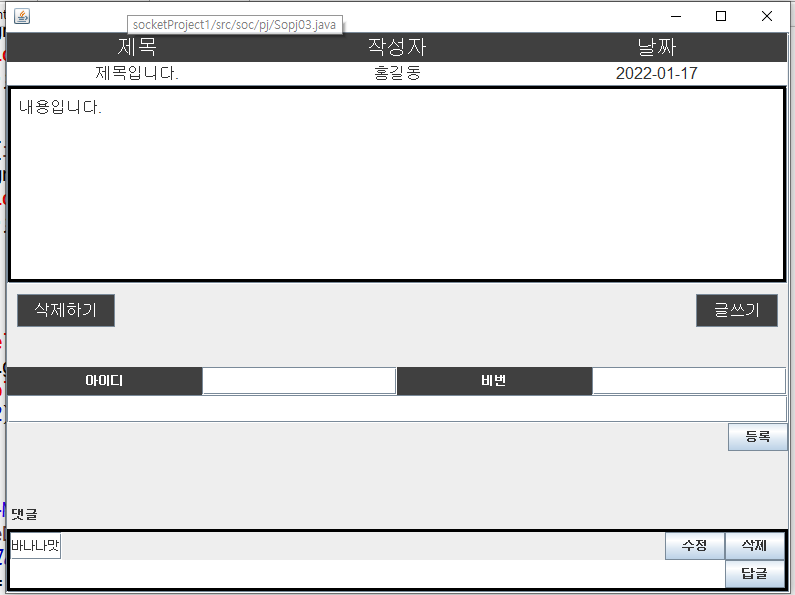 socketProject1/src/soc/pj/Sopj03.java
제목 작성자 날짜
제목입니다. 홍길동 2022-01-17
내용입니다.
삭제하기 글쓰기
아이디 비번
등록
댓글
바나나맛 수정 삭제
답글